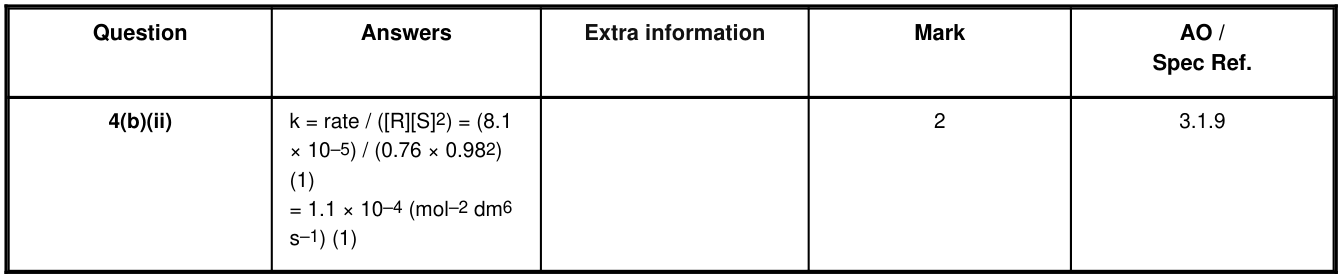 Question Answers Extra information Mark AO /
Spec Ref.
4(b)(ii) k = rate / ([R][S]²) = (8.1 2 3.1.9
× 10–⁵) / (0.76 × 0.98²)
(1)
= 1.1 × 10–⁴ (mol–² dm⁶
s–¹) (1)